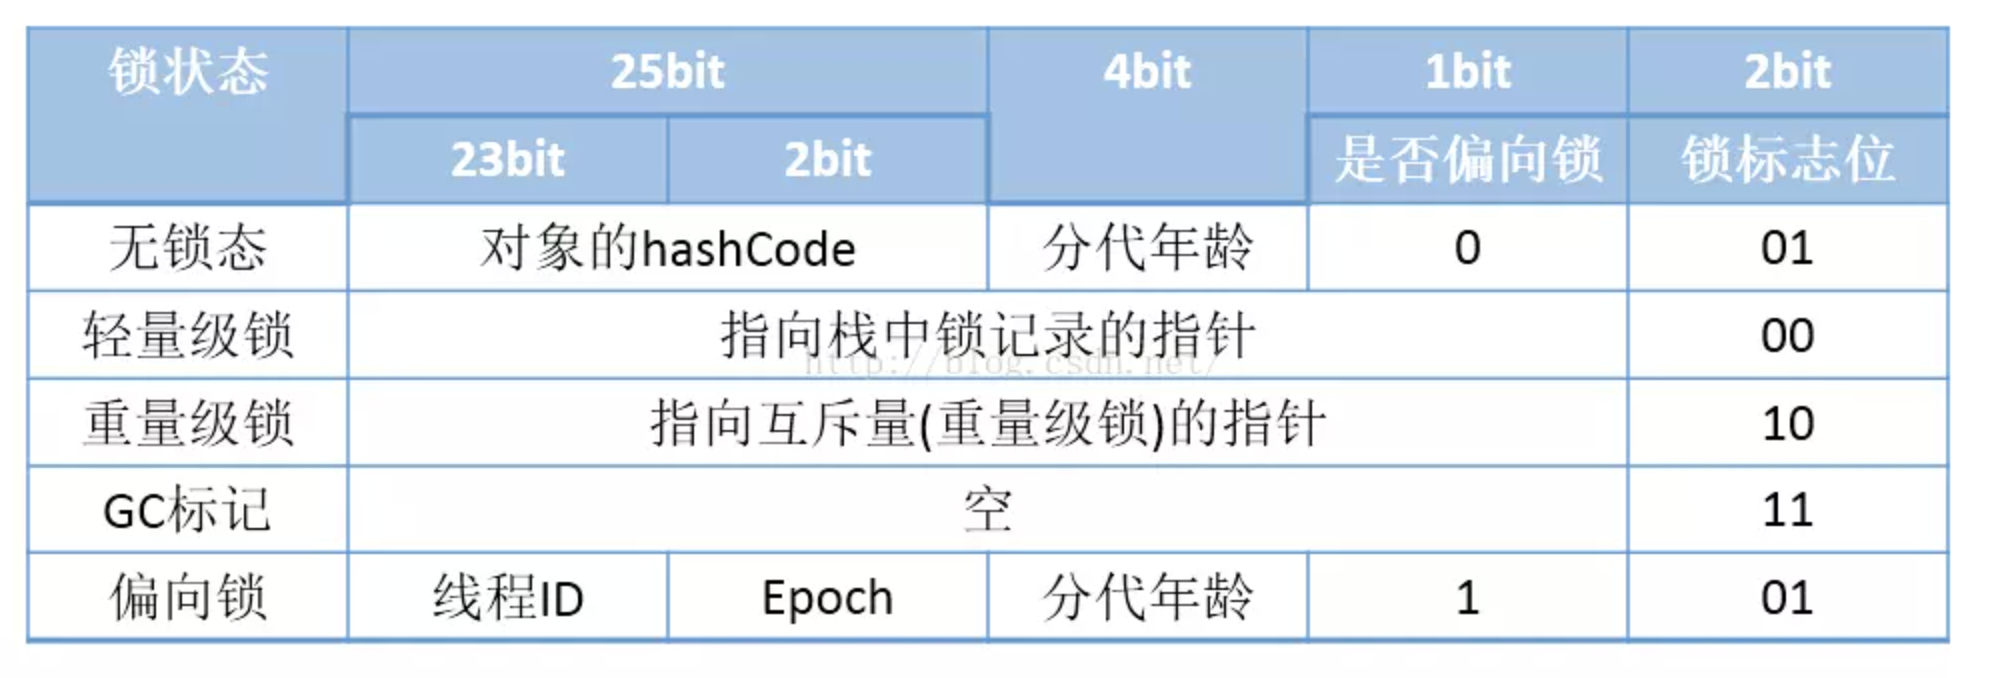 锁状态 25bit 4bit 1bit 2bit
23bit 2bit 是否偏向锁 锁标志位
无锁态 对象的hashCode 分代年龄 0 01
轻量级锁 指向栈中锁记录的指针 00
http://blog.csdn.net/
重量级锁 指向互斥量(重量级锁)的指针 10
GC标记 空 11
偏向锁 线程ID Epoch 分代年龄 1 01